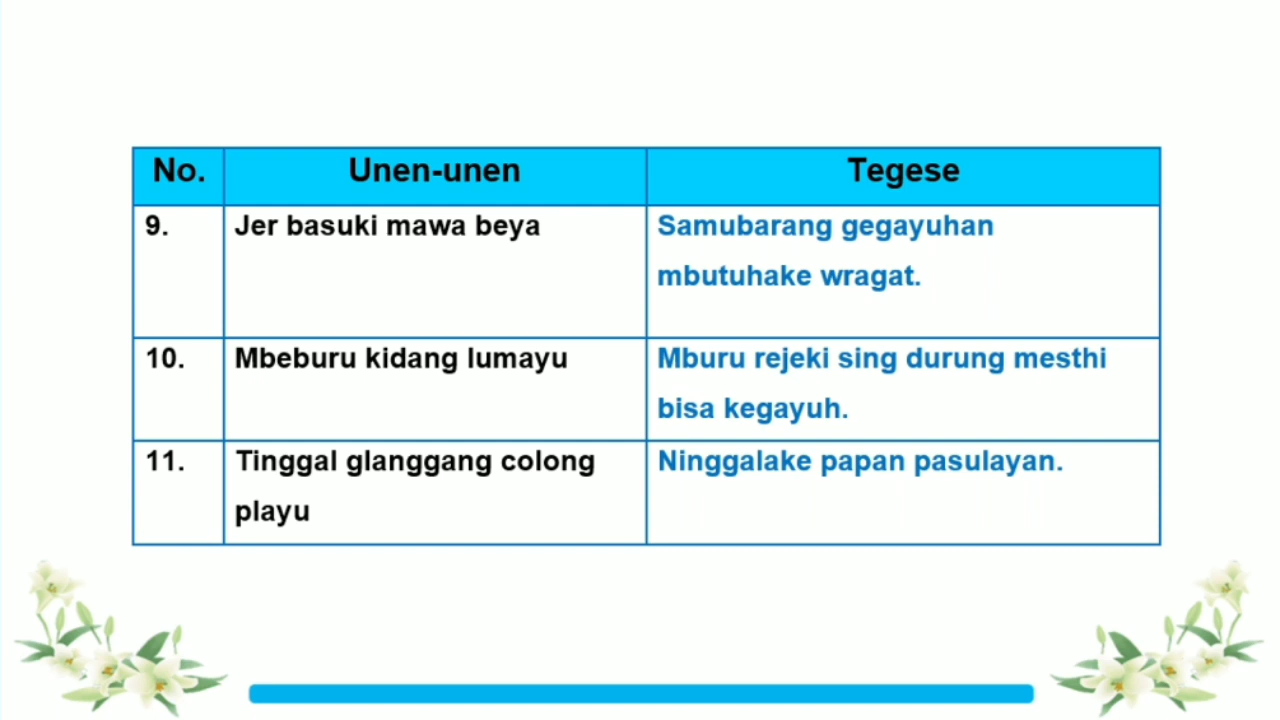 No. Unen-unen Tegese
9. Jer basuki mawa beya Samubarang gegayuhan
mbutuhake wragat.
10. Mbeburu kidang lumayu Mburu rejeki sing durung mesthi
bisa kegayuh.
11. Tinggal glanggang colong Ninggalake papan pasulayan.
playu